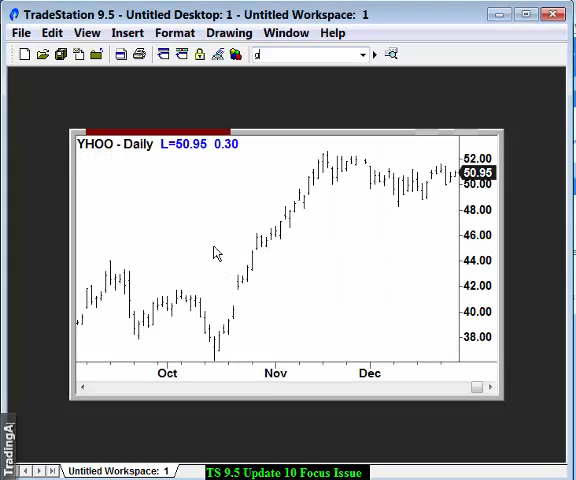 TradeStation 9.5 - Untitled Desktop: 1 - Untitled Workspace: 1
File Edit View Insert Format Drawing Window Help
g
YHOO - Daily L=50.95 0.30
52.00
50.95
50.00
48.00
46.00
44.00
42.00
40.00
38.00
Oct Nov Dec
TradingA
Untitled Workspace: 1
TS 9.5 Update 10 Focus Issue